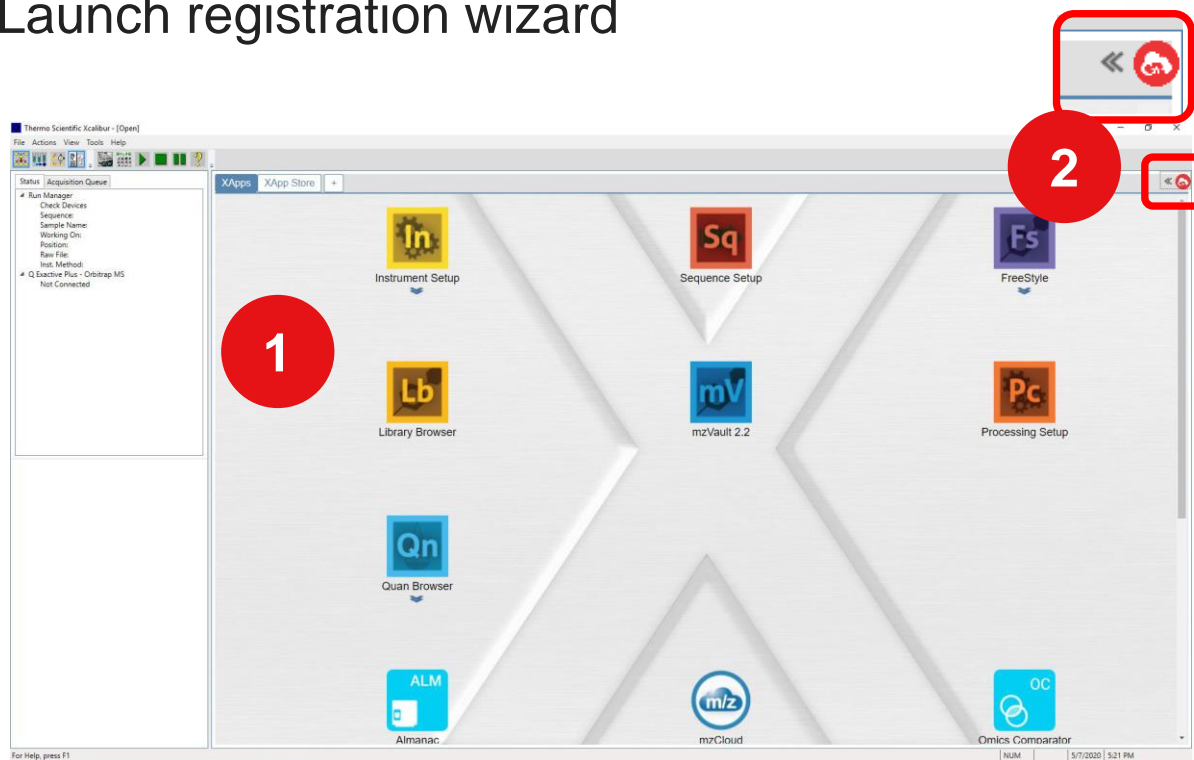 Launch registration wizard
Thermo Scientific Xcalibur - [Open]
File Actions View Tools Help
2
Status Acquisition Queue
Run Manager
Check Devices
Sequence:
Sample Name:
Working On:
Position:
Raw File:
Inst. Method:
Q Exactive Plus - Orbitrap MS
Not Connected
XApps XApp Store +
In
Instrument Setup
Sq
Sequence Setup
Fs
FreeStyle
1
Lb
Library Browser
mV
mzVault 2.2
Pc
Processing Setup
Qn
Quan Browser
ALM
Almanac
m/z
mzCloud
OC
Omics Comparator
For Help, press F1
NUM 5/7/2020 5:21 PM